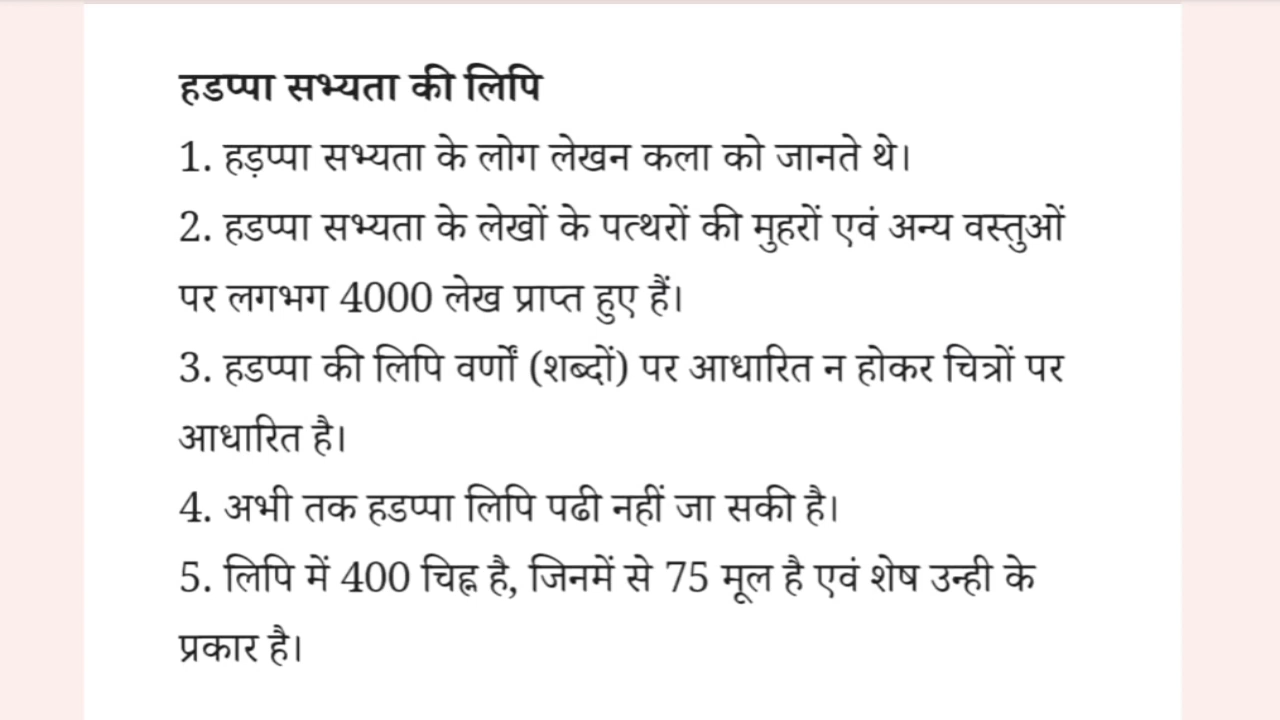 हडप्पा सभ्यता की लिपि
1. हड़प्पा सभ्यता के लोग लेखन कला को जानते थे।
2. हडप्पा सभ्यता के लेखों के पत्थरों की मुहरों एवं अन्य वस्तुओं
पर लगभग 4000 लेख प्राप्त हुए हैं।
3. हडप्पा की लिपि वर्णों (शब्दों) पर आधारित न होकर चित्रों पर
आधारित है।
4. अभी तक हडप्पा लिपि पढी नहीं जा सकी है।
5. लिपि में 400 चिह्न है, जिनमें से 75 मूल है एवं शेष उन्ही के
प्रकार है।